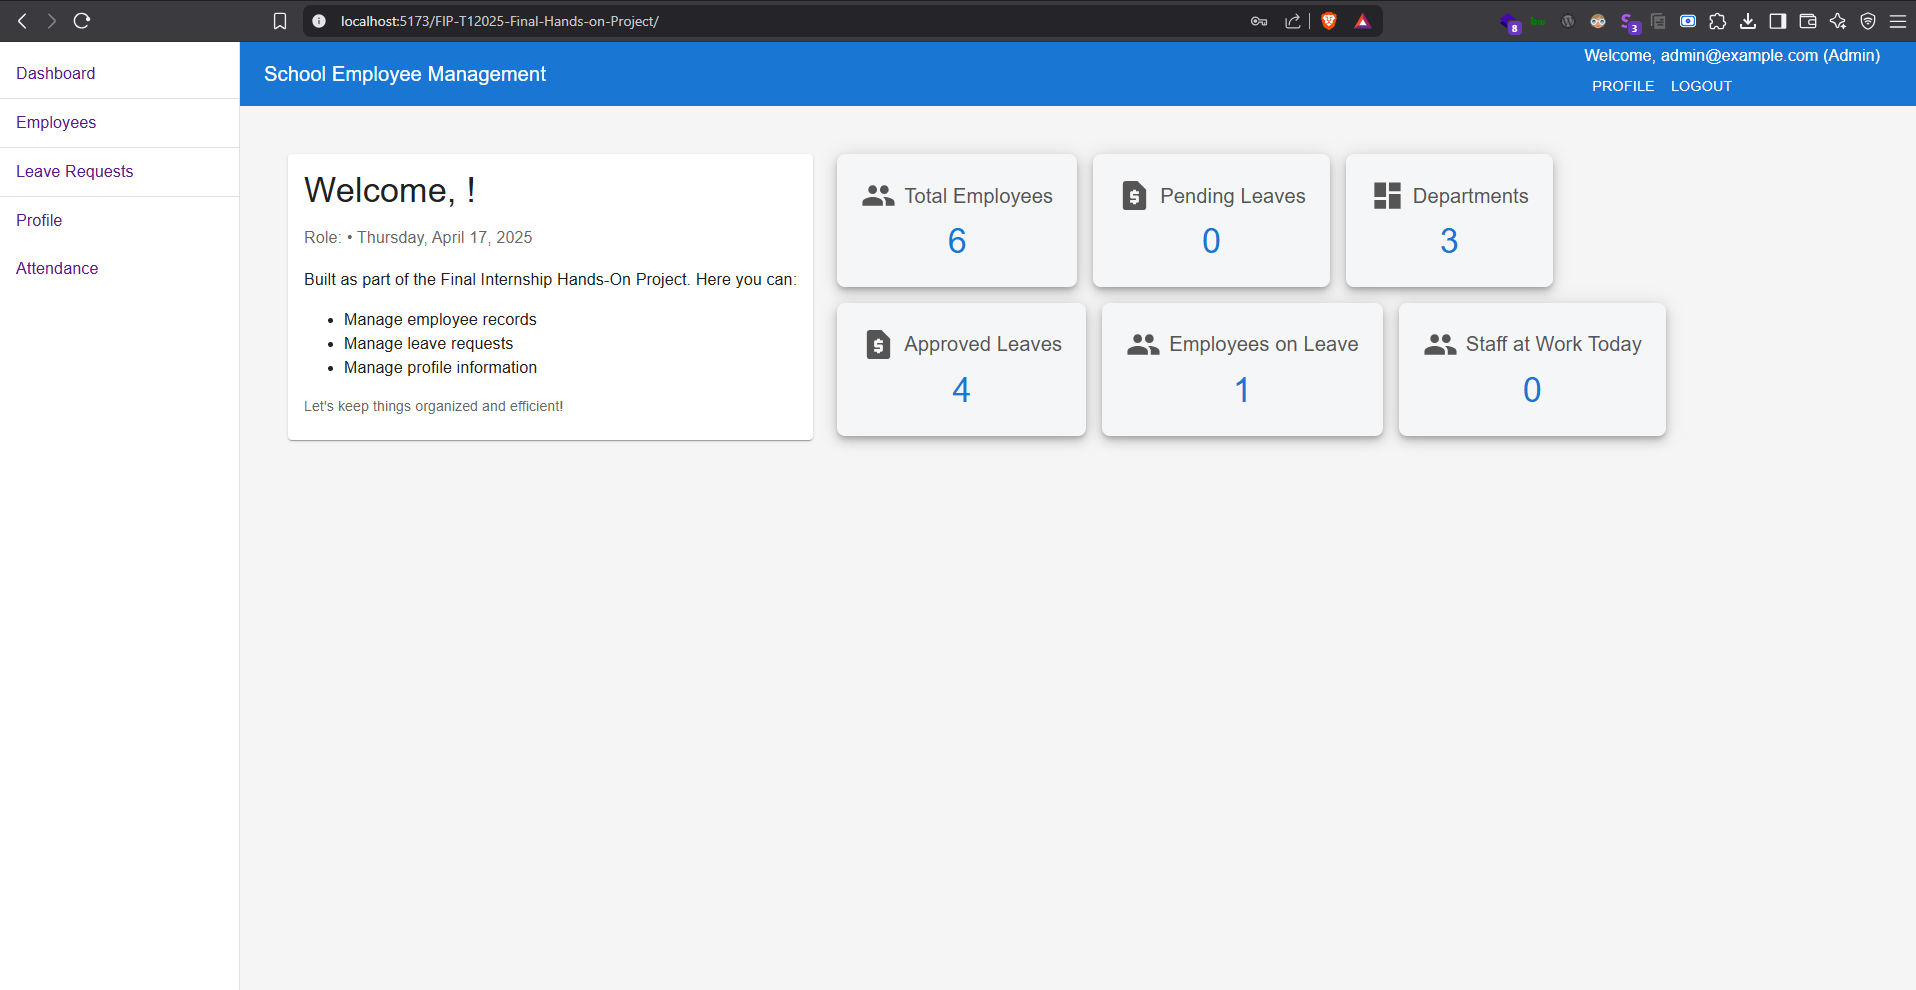 localhost:5173/FIP-T12025-Final-Hands-on-Project/
8
3
Dashboard
Employees
Leave Requests
Profile
Attendance
School Employee Management
Welcome, admin@example.com (Admin)
PROFILE LOGOUT
Welcome, !
Role: • Thursday, April 17, 2025
Built as part of the Final Internship Hands-On Project. Here you can:
• Manage employee records
• Manage leave requests
• Manage profile information
Let's keep things organized and efficient!
Total Employees
6
Pending Leaves
0
Departments
3
Approved Leaves
4
Employees on Leave
1
Staff at Work Today
0